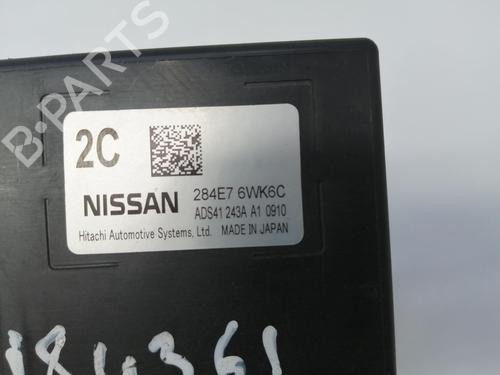 B-PARTS
2C
NISSAN 284E7 6WK6C
ADS41 243A A1 0910
Hitachi Automotive Systems, Ltd. MADE IN JAPAN